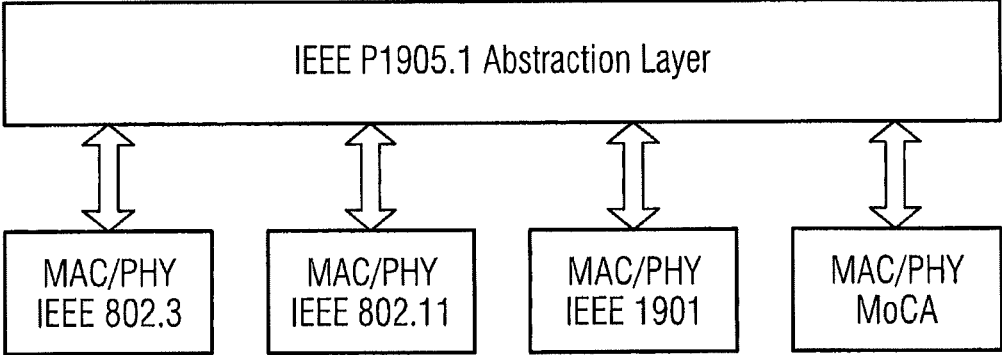 IEEE P1905.1 Abstraction Layer
MAC/PHY
IEEE 802.3
MAC/PHY
IEEE 802.11
MAC/PHY
IEEE 1901
MAC/PHY
MoCA